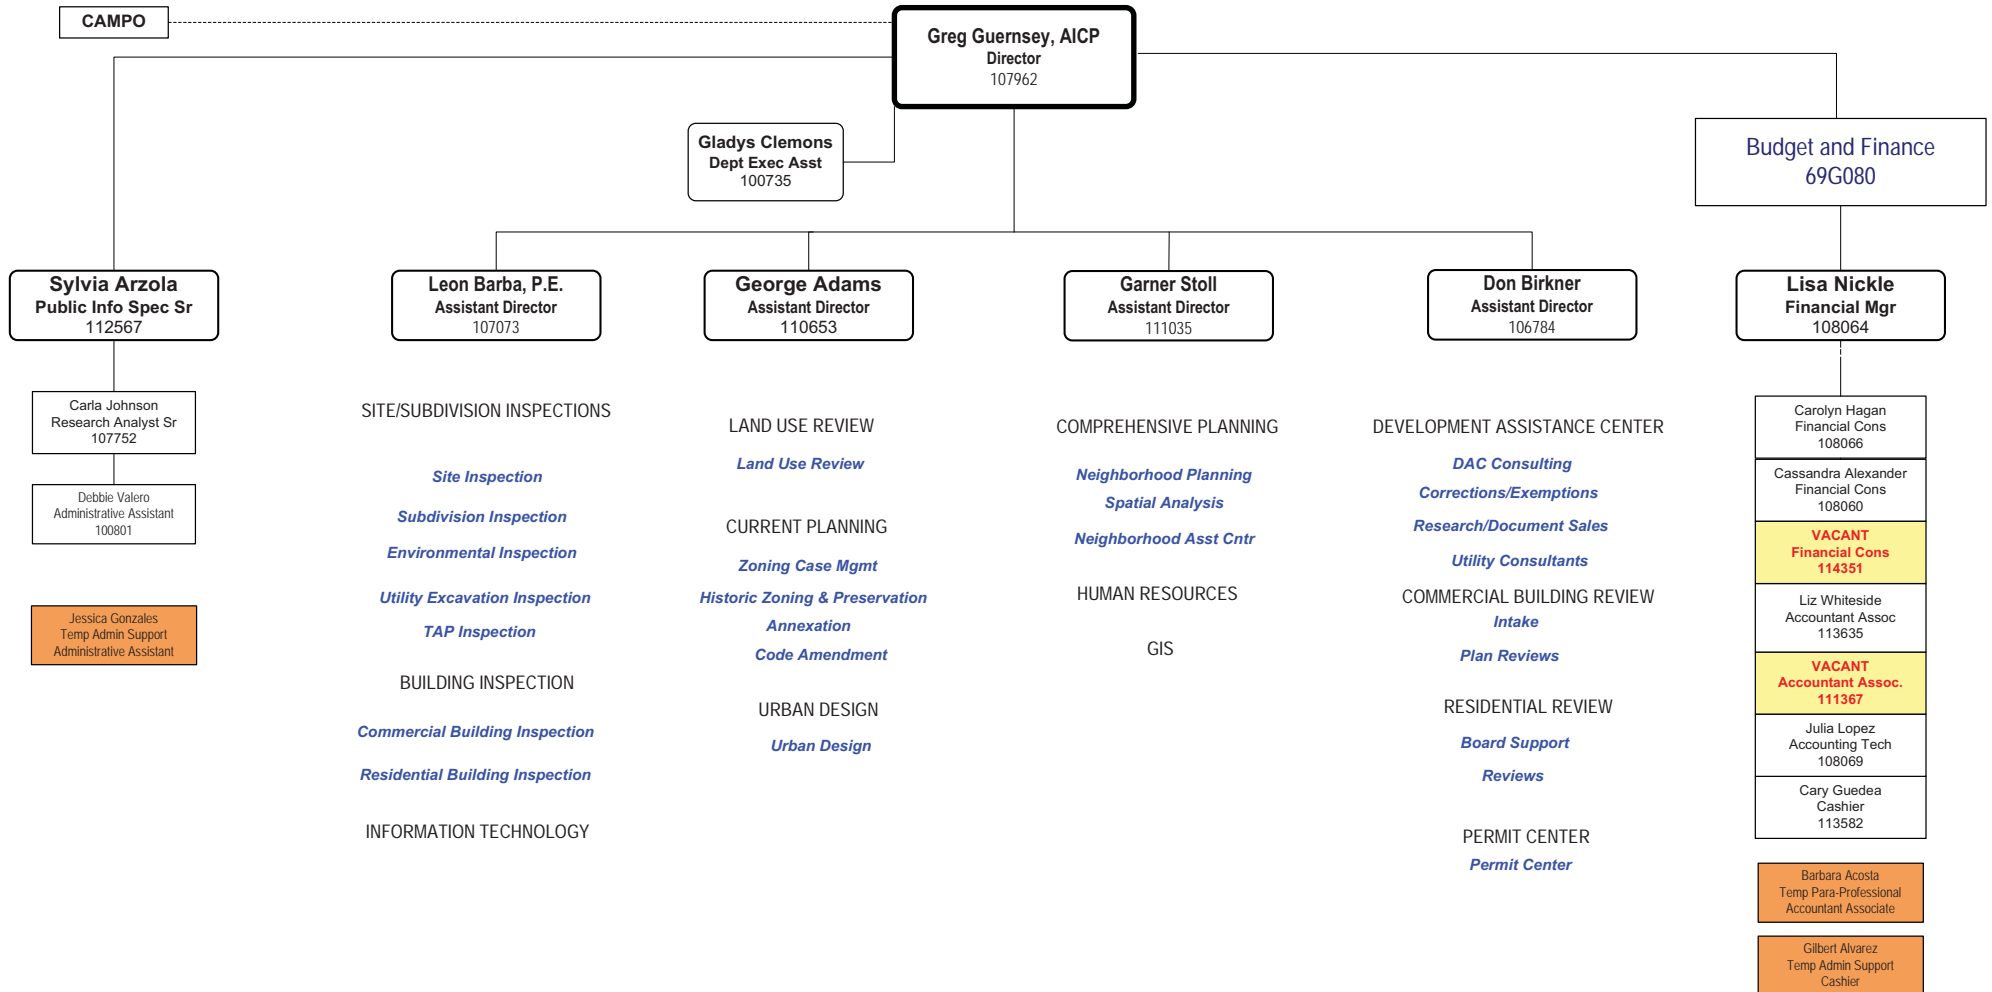 CAMPO
Greg Guernsey, AICP
Director
107962
Gladys Clemons
Dept Exec Asst
100735
Budget and Finance
69G080
Sylvia Arzola
Public Info Spec Sr
112567
Carla Johnson
Research Analyst Sr
107752
Debbie Valero
Administrative Assistant
100801
Jessica Gonzales
Temp Admin Support
Administrative Assistant
Leon Barba, P.E.
Assistant Director
107073
SITE/SUBDIVISION INSPECTIONS
Site Inspection
Subdivision Inspection
Environmental Inspection
Utility Excavation Inspection
TAP Inspection
BUILDING INSPECTION
Commercial Building Inspection
Residential Building Inspection
INFORMATION TECHNOLOGY
George Adams
Assistant Director
110653
LAND USE REVIEW
Land Use Review
CURRENT PLANNING
Zoning Case Mgmt
Historic Zoning & Preservation
Annexation
Code Amendment
URBAN DESIGN
Urban Design
Garner Stoll
Assistant Director
111035
COMPREHENSIVE PLANNING
Neighborhood Planning
Spatial Analysis
Neighborhood Asst Cntr
HUMAN RESOURCES
GIS
Don Birkner
Assistant Director
106784
DEVELOPMENT ASSISTANCE CENTER
DAC Consulting
Corrections/Exemptions
Research/Document Sales
Utility Consultants
COMMERCIAL BUILDING REVIEW
Intake
Plan Reviews
RESIDENTIAL REVIEW
Board Support
Reviews
PERMIT CENTER
Permit Center
Lisa Nickle
Financial Mgr
108064
Carolyn Hagan
Financial Cons
108066
Cassandra Alexander
Financial Cons
108060
VACANT
Financial Cons
114351
Liz Whiteside
Accountant Assoc
113635
VACANT
Accountant Assoc.
111367
Julia Lopez
Accounting Tech
108069
Cary Guedea
Cashier
113582
Barbara Acosta
Temp Para-Professional
Accountant Associate
Gilbert Alvarez
Temp Admin Support
Cashier